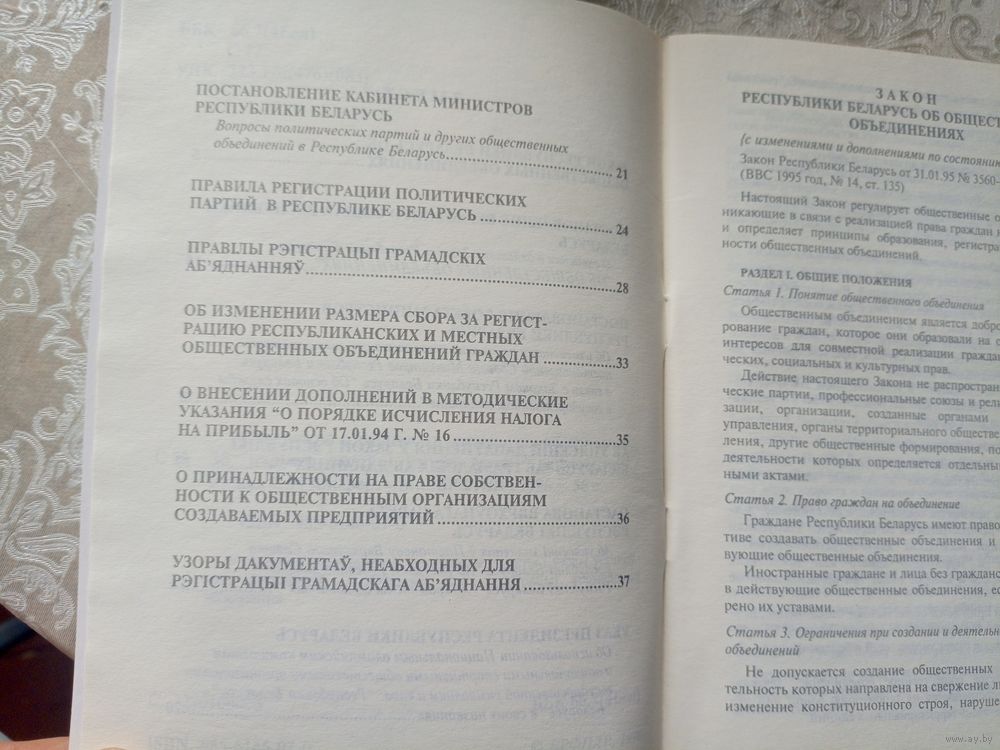 ПОСТАНОВЛЕНИЕ КАБИНЕТА МИНИСТРОВ
РЕСПУБЛИКИ БЕЛАРУСЬ
Вопросы политических партий и других общественных
объединений в Республике Беларусь 21
ПРАВИЛА РЕГИСТРАЦИИ ПОЛИТИЧЕСКИХ
ПАРТИЙ В РЕСПУБЛИКЕ БЕЛАРУСЬ 24
ПРАВІЛЫ РЭГІСТРАЦЫІ ГРАМАДСКІХ
АБ’ЯДНАННЯЎ 28
ОБ ИЗМЕНЕНИИ РАЗМЕРА СБОРА ЗА РЕГИСТ-
РАЦИЮ РЕСПУБЛИКАНСКИХ И МЕСТНЫХ
ОБЩЕСТВЕННЫХ ОБЪЕДИНЕНИЙ ГРАЖДАН 33
О ВНЕСЕНИИ ДОПОЛНЕНИЙ В МЕТОДИЧЕСКИЕ
УКАЗАНИЯ “О ПОРЯДКЕ ИСЧИСЛЕНИЯ НАЛОГА
НА ПРИБЫЛЬ” ОТ 17.01.94 Г. № 16 35
О ПРИНАДЛЕЖНОСТИ НА ПРАВЕ СОБСТВЕН-
НОСТИ К ОБЩЕСТВЕННЫМ ОРГАНИЗАЦИЯМ
СОЗДАВАЕМЫХ ПРЕДПРИЯТИЙ 36
УЗОРЫ ДАКУМЕНТАЎ, НЕАБХОДНЫХ ДЛЯ
РЭГІСТРАЦЫІ ГРАМАДСКАГА АБ’ЯДНАННЯ 37
ЗАКОН
РЕСПУБЛИКИ БЕЛАРУСЬ ОБ ОБЩЕСТ
ОБЪЕДИНЕНИЯХ
(с изменениями и дополнениями по состоянию
Закон Республики Беларусь от 31.01.95 № 3560-
(ВВС 1995 год, № 14, ст. 135)
Настоящий Закон регулирует общественные о
никающие в связи с реализацией права граждан н
и определяет принципы образования, регистра
ности общественных объединений.
РАЗДЕЛ I. ОБЩИЕ ПОЛОЖЕНИЯ
Статья 1. Понятие общественного объединения
Общественным объединением является добр
рование граждан, которое они образовали на о
интересов для совместной реализации граждан
ческих, социальных и культурных прав.
Действие настоящего Закона не распростран
ческие партии, профессиональные союзы и рели
зации, организации, созданные органами
управления, органы территориального обществе
ления, другие общественные формирования, по
деятельности которых определяется отдельны
ными актами.
Статья 2. Право граждан на объединение
Граждане Республики Беларусь имеют право
тиве создавать общественные объединения и
вующие общественные объединения.
Иностранные граждане и лица без гражданс
в действующие общественные объединения, ес
рено их уставами.
Статья 3. Ограничения при создании и деятельн
объединений
Не допускается создание общественных
тельность которых направлена на свержение л
изменение конституционного строя, наруше
www.ay.by